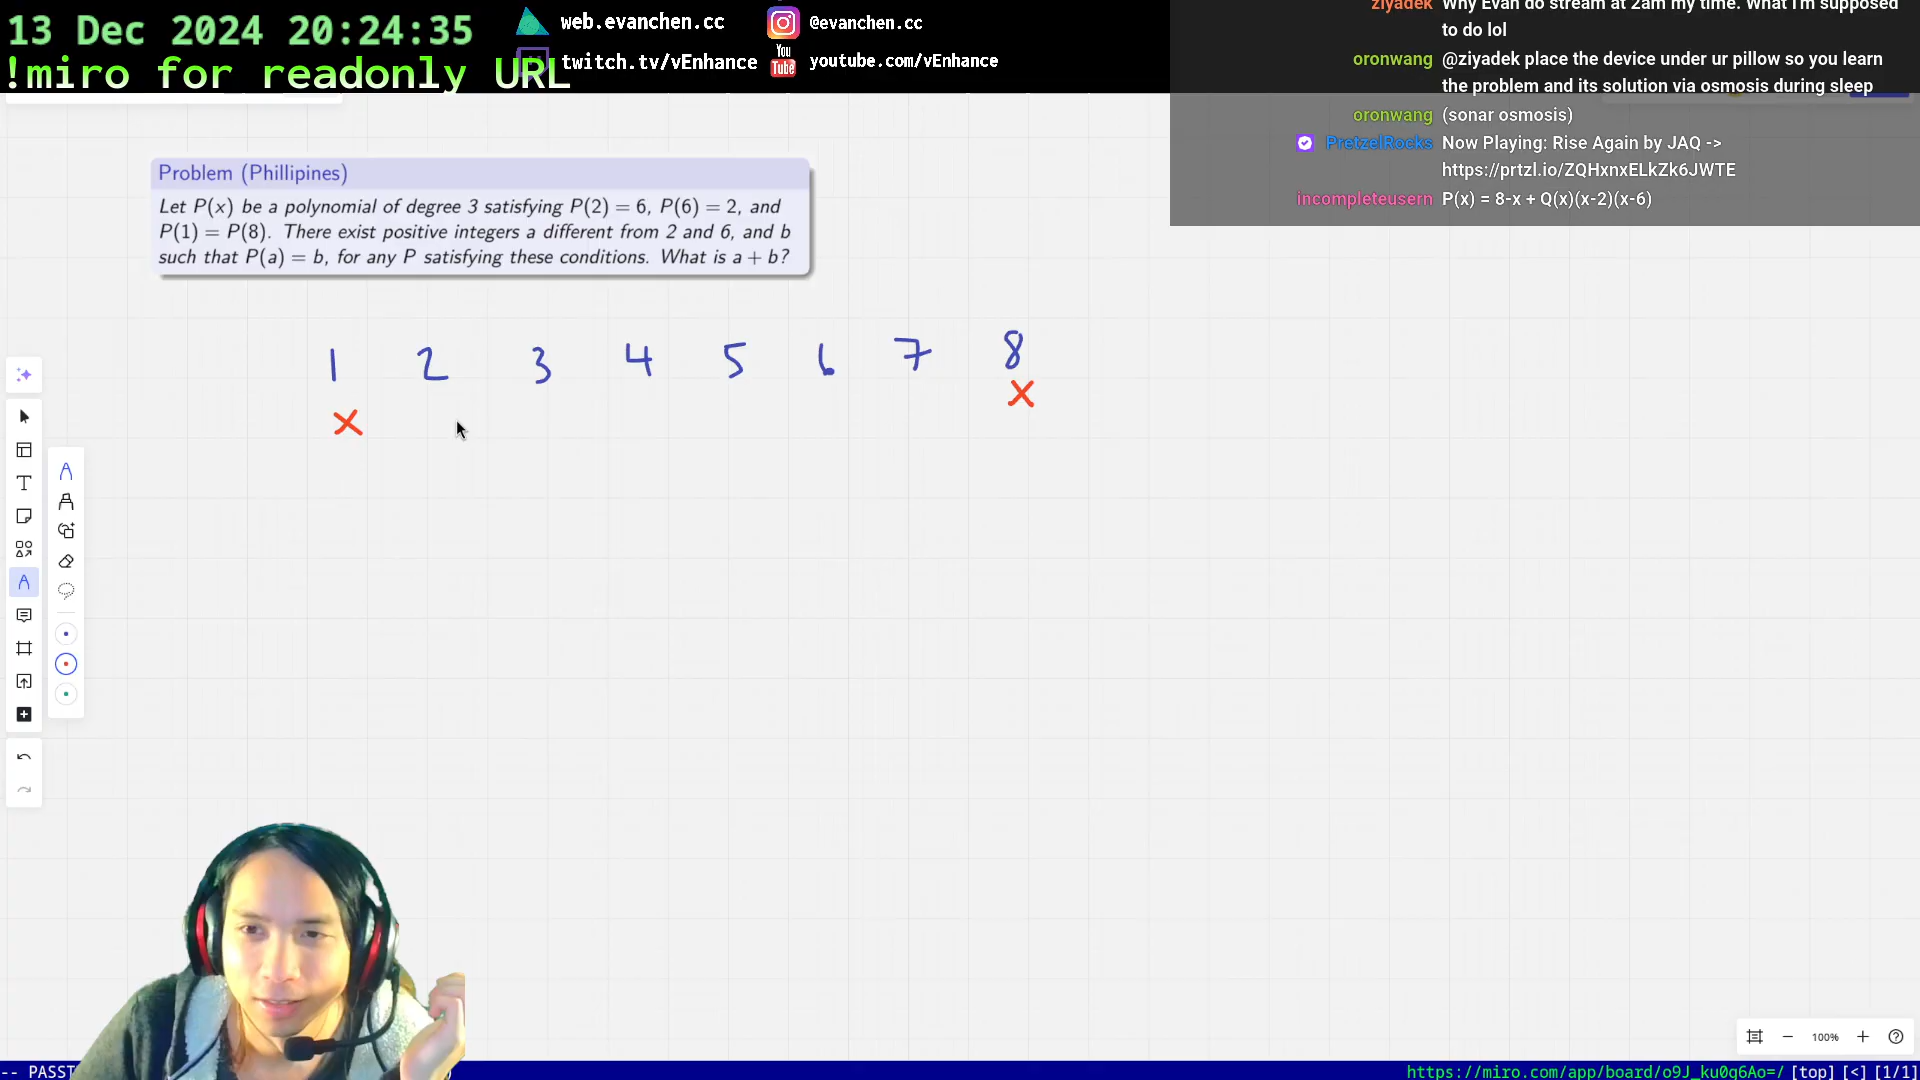 13 Dec 2024 20:24:35
!miro for readonly URL
web.evanchen.cc
@evanchen.cc
twitch.tv/vEnhance
You
Tube
youtube.com/vEnhance
ziyadek Why Evan do stream at 2am my time. What I'm supposed
to do lol
oronwang @ziyadek place the device under ur pillow so you learn
the problem and its solution via osmosis during sleep
oronwang (sonar osmosis)
PretzelRocks Now Playing: Rise Again by JAQ ->
https://prtzl.io/ZQHxnxELkZk6JWTE
incompleteusern P(x) = 8-x + Q(x)(x-2)(x-6)
Problem (Phillipines)
Let P(x) be a polynomial of degree 3 satisfying P(2) = 6, P(6) = 2, and
P(1) = P(8). There exist positive integers a different from 2 and 6, and b
such that P(a) = b, for any P satisfying these conditions. What is a + b?
1 2 3 4 5 6 7 8
x x
100%
-- PASST
https://miro.com/app/board/o9J_ku0q6Ao=/ [top] [<] [1/1]